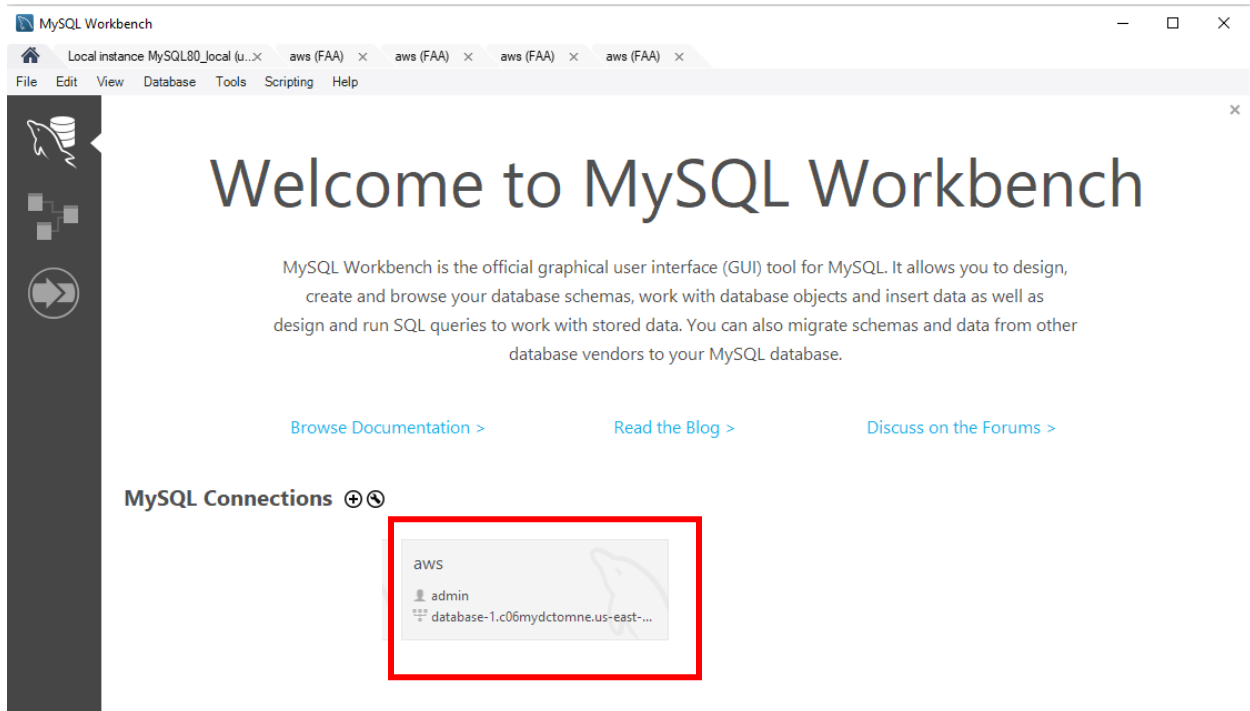 MySQL Workbench
Local instance MySQL80_local (u... aws (FAA) aws (FAA) aws (FAA) aws (FAA)
File Edit View Database Tools Scripting Help
Welcome to MySQL Workbench
MySQL Workbench is the official graphical user interface (GUI) tool for MySQL. It allows you to design,
create and browse your database schemas, work with database objects and insert data as well as
design and run SQL queries to work with stored data. You can also migrate schemas and data from other
database vendors to your MySQL database.
Browse Documentation > Read the Blog > Discuss on the Forums >
MySQL Connections
aws
admin
database-1.c06mydctomne.us-east-...